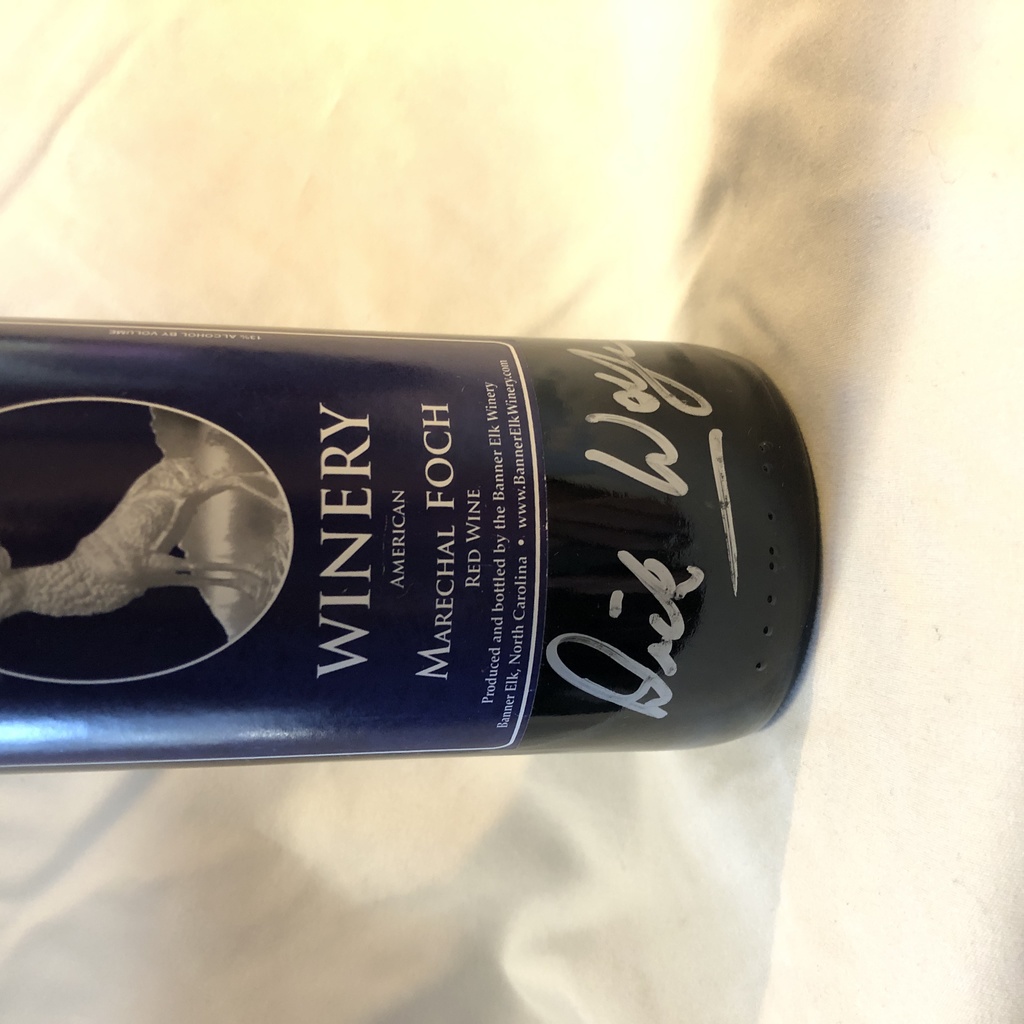 WINERY
AMERICAN
MARECHAL FOCH
RED WINE
Produced and bottled by the Banner Elk Winery
Banner Elk, North Carolina • www.BannerElkWinery.com
13% ALCOHOL BY VOLUME
Dick